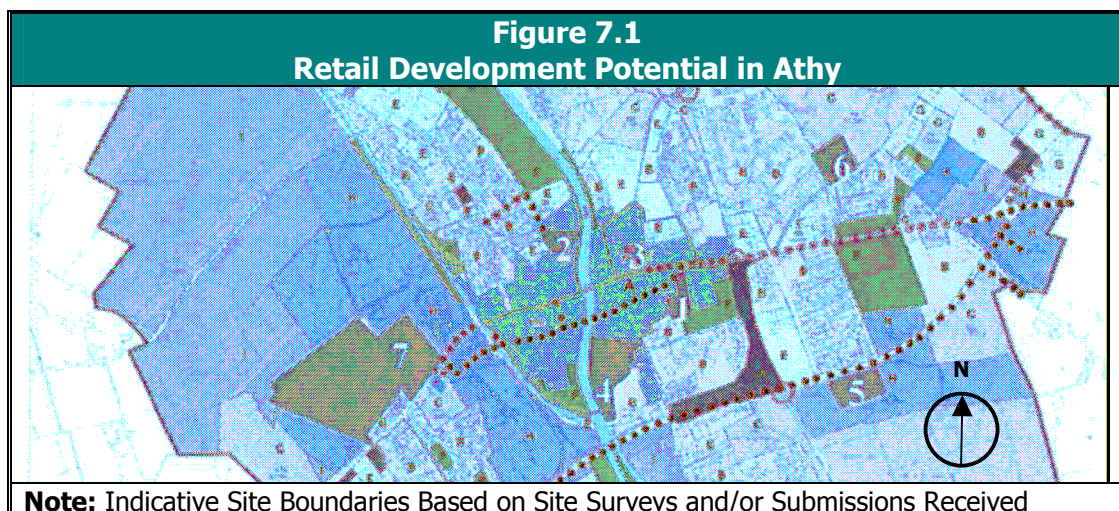 Figure 7.1
Retail Development Potential in Athy
6
2
3
A
1
7
4
5
N
Note: Indicative Site Boundaries Based on Site Surveys and/or Submissions Received